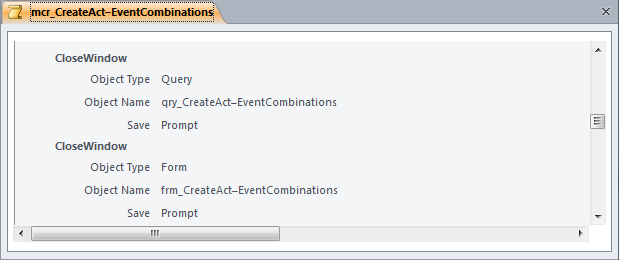 mcr_CreateAct–EventCombinations
CloseWindow
Object Type Query
Object Name qry_CreateAct–EventCombinations
Save Prompt
CloseWindow
Object Type Form
Object Name frm_CreateAct–EventCombinations
Save Prompt